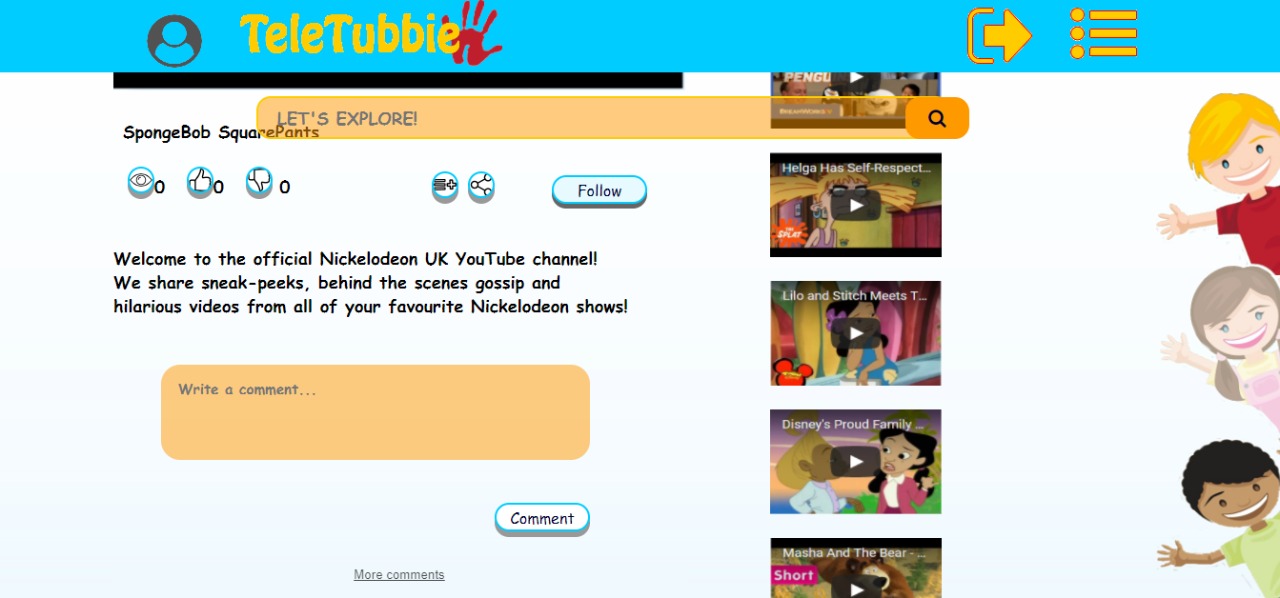 TeleTubbie
LET'S EXPLORE!
SpongeBob SquarePants
0
0
0
Follow
Welcome to the official Nickelodeon UK YouTube channel!
We share sneak-peeks, behind the scenes gossip and
hilarious videos from all of your favourite Nickelodeon shows!
Write a comment...
Comment
More comments
PENGU
DREAMWORKS
Helga Has Self-Respect...
THE SPLAT
Lilo and Stitch Meets T...
Disney's Proud Family ...
Masha And The Bear - ...
Short